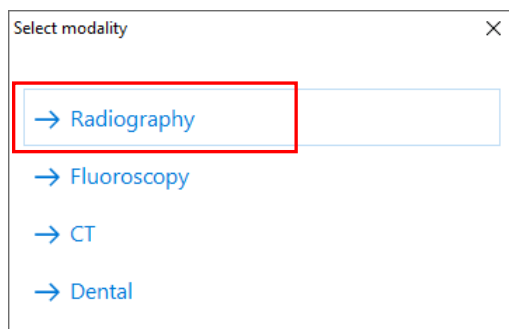 Select modality
Radiography
Fluoroscopy
CT
Dental